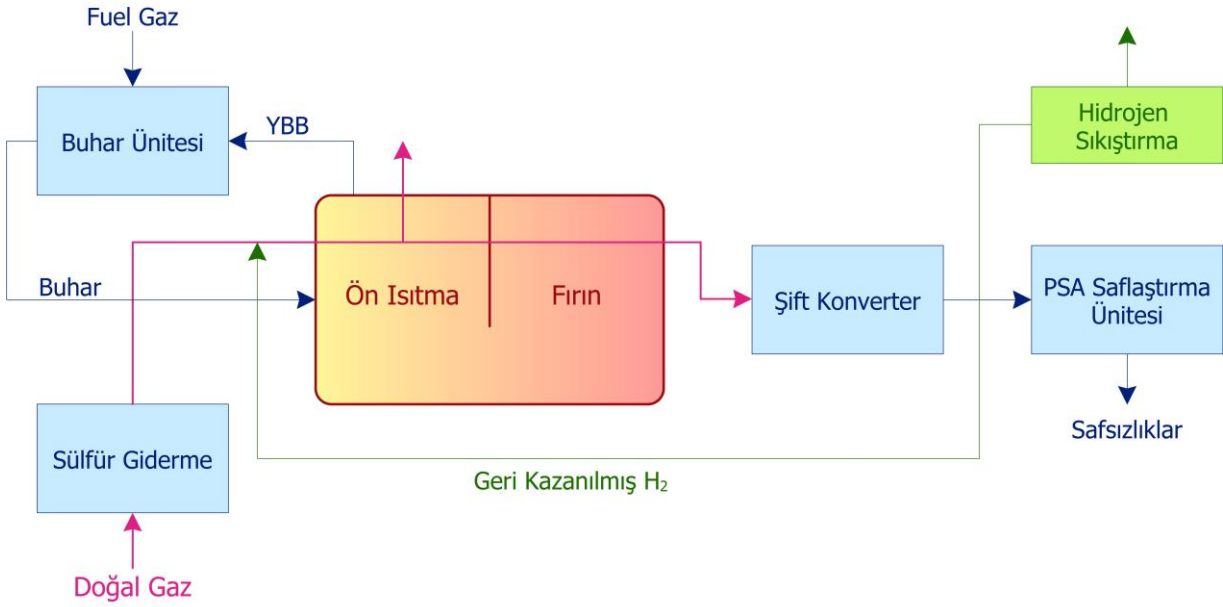 Fuel Gaz
Buhar Ünitesi
YBB
Hidrojen
Sıkıştırma
Buhar
Ön Isıtma
Fırın
Şift Konverter
PSA Saflaştırma
Ünitesi
Sülfür Giderme
Safsızlıklar
Geri Kazanılmış H₂
Doğal Gaz